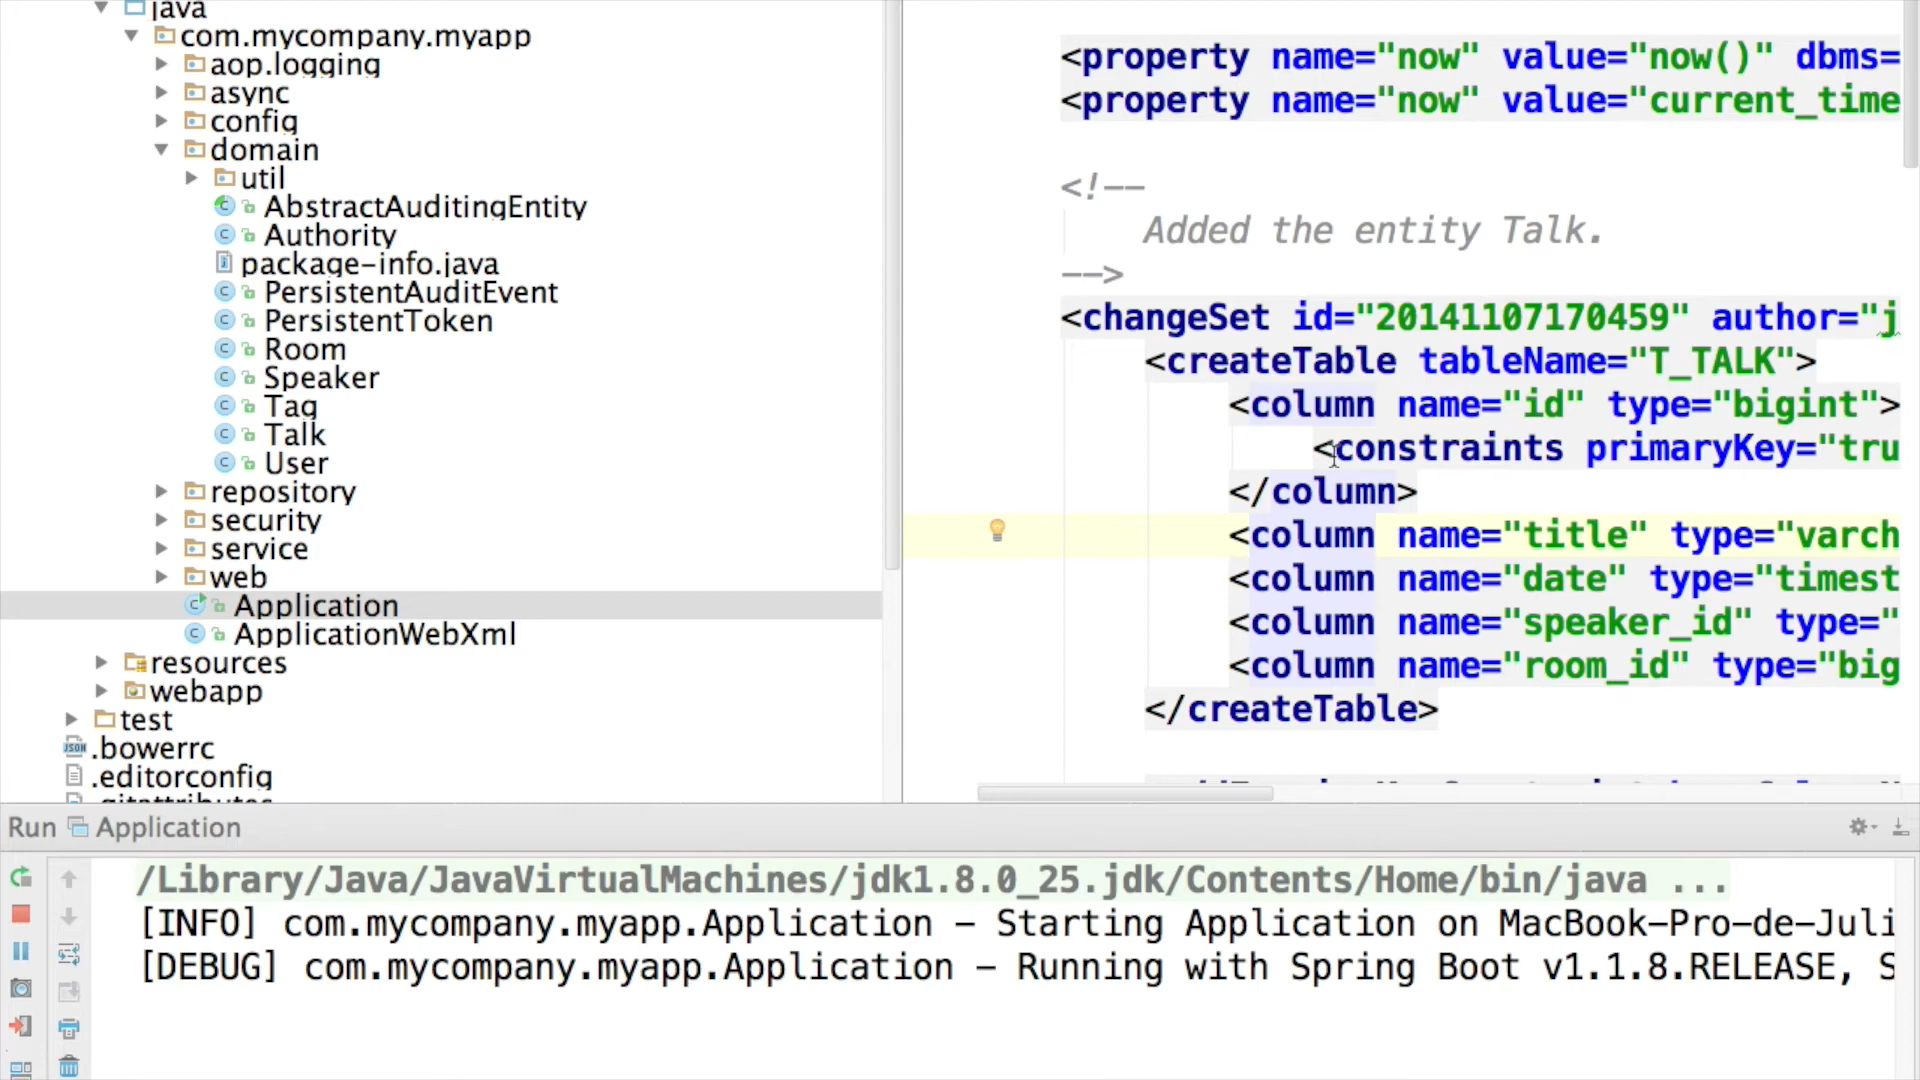 java
com.mycompany.myapp
aop.logging
async
config
domain
util
AbstractAuditingEntity
Authority
package-info.java
PersistentAuditEvent
PersistentToken
Room
Speaker
Tag
Talk
User
repository
security
service
web
Application
ApplicationWebXml
resources
webapp
test
.bowerrc
.editorconfig
.gitattributes
<property name="now" value="now()" dbms=
<property name="now" value="current_time
<!--
Added the entity Talk.
-->
<changeSet id="20141107170459" author="j
<createTable tableName="T_TALK">
<column name="id" type="bigint">
<constraints primaryKey="tru
</column>
<column name="title" type="varch
<column name="date" type="timest
<column name="speaker_id" type="
<column name="room_id" type="big
</createTable>
Run Application
/Library/Java/JavaVirtualMachines/jdk1.8.0_25.jdk/Contents/Home/bin/java ...
[INFO] com.mycompany.myapp.Application - Starting Application on MacBook-Pro-de-Juli
[DEBUG] com.mycompany.myapp.Application - Running with Spring Boot v1.1.8.RELEASE, S